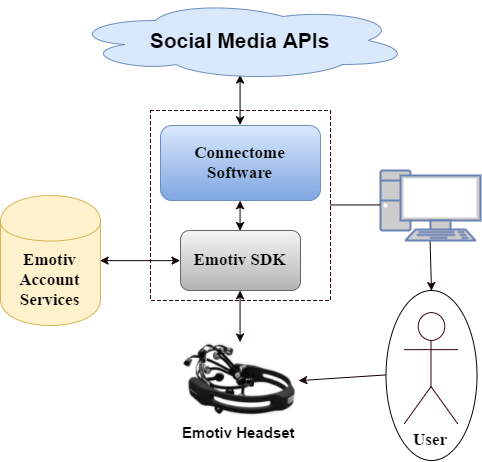 Social Media APIs
Connectome
Software
Emotiv SDK
Emotiv
Account
Services
Emotiv Headset
User